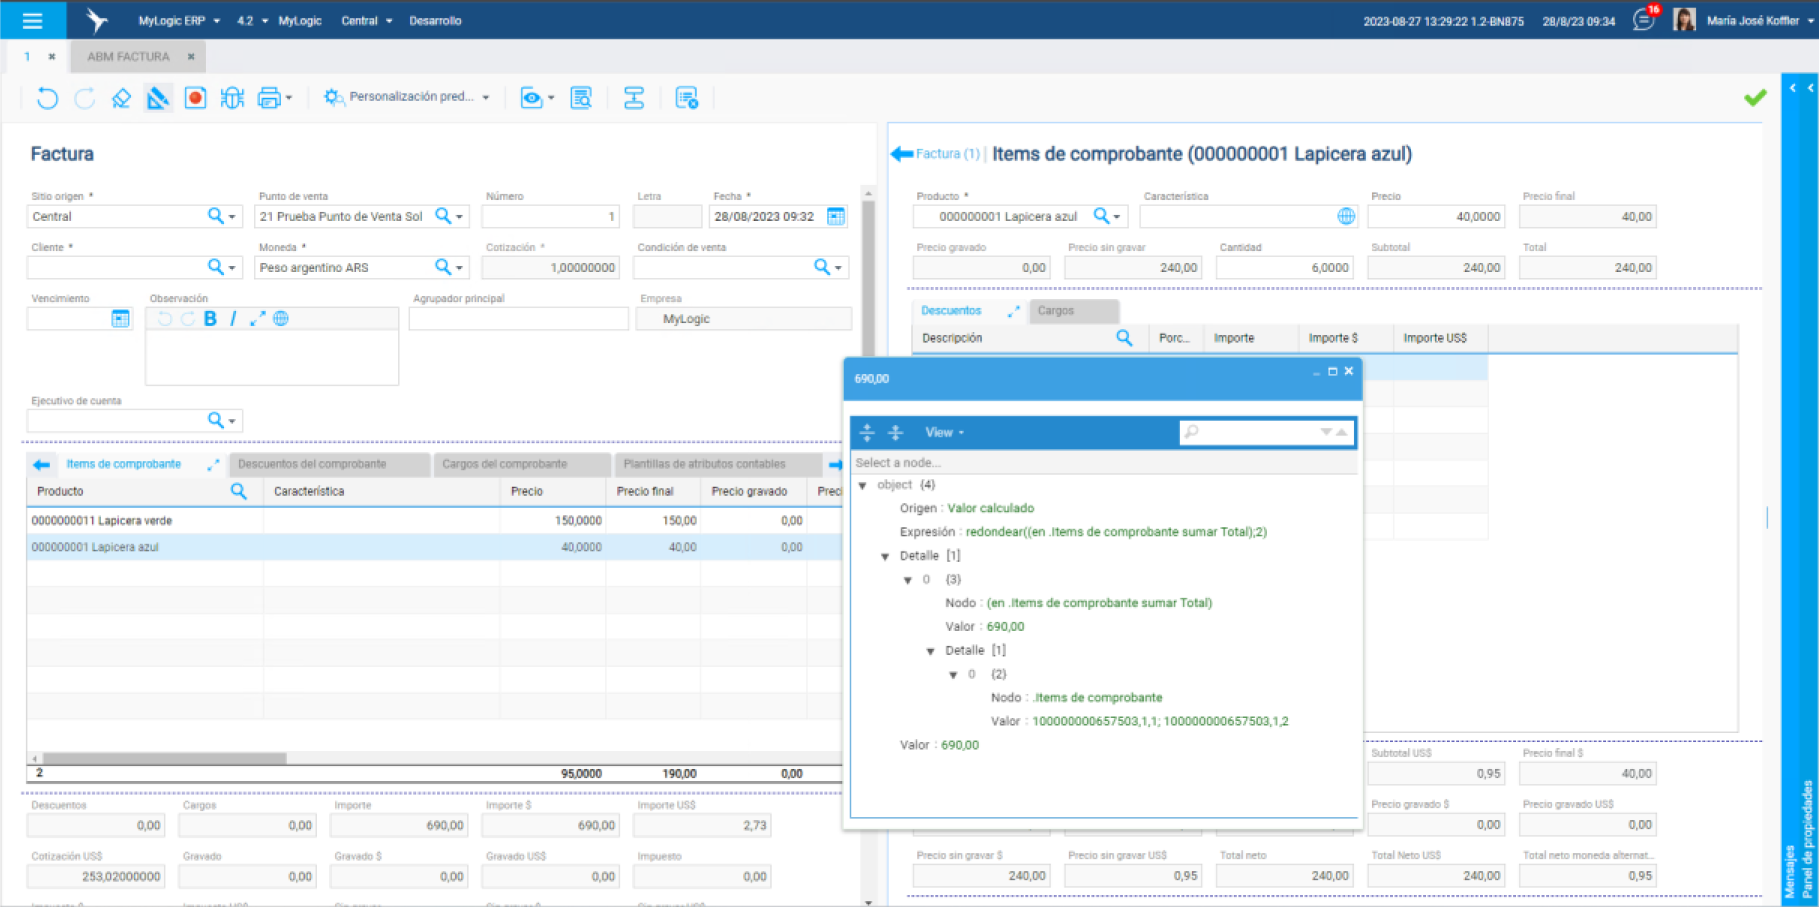 MyLogic ERP 4.2 MyLogic Central Desarrollo 2023-08-27 13:29:22 1.2-BN875 28/8/23 09:34 16 María José Koffler
1 ABM FACTURA
Personalización pred...
Factura
Sitio origen * Punto de venta Número Letra Fecha *
Central 21 Prueba Punto de Venta Sol 1 28/08/2023 09:32
Cliente * Moneda * Cotización * Condición de venta
Peso argentino ARS 1,00000000
Vencimiento Observación Agrupador principal Empresa
B I MyLogic
Ejecutivo de cuenta
Items de comprobante Descuentos del comprobante Cargos del comprobante Plantillas de atributos contables
Producto Característica Precio Precio final Precio gravado Preci
0000000011 Lapicera verde 150,0000 150,00 0,00
000000001 Lapicera azul 40,0000 40,00 0,00
2 95,0000 190,00 0,00
Descuentos Cargos Importe Importe $ Importe US$
0,00 0,00 690,00 690,00 2,73
Cotización US$ Gravado Gravado $ Gravado US$ Impuesto
253,02000000 0,00 0,00 0,00 0,00
Factura (1) | Items de comprobante (000000001 Lapicera azul)
Producto * Característica Precio Precio final
000000001 Lapicera azul 40,0000 40,00
Precio gravado Precio sin gravar Cantidad Subtotal Total
0,00 240,00 6,0000 240,00 240,00
Descuentos Cargos
Descripción Porc... Importe Importe $ Importe US$
690,00
View
Select a node...
object {4}
Origen : Valor calculado
Expresión : redondear((en .Items de comprobante sumar Total);2)
Detalle [1]
0 {3}
Nodo : (en .Items de comprobante sumar Total)
Valor : 690,00
Detalle [1]
0 {2}
Nodo : .Items de comprobante
Valor : 100000000657503,1,1; 100000000657503,1,2
Valor : 690,00
Subtotal US$ Precio final $
0,95 40,00
Precio gravado $ Precio gravado US$
0,00 0,00
Precio sin gravar $ Precio sin gravar US$ Total neto Total Neto US$ Total neto moneda alternat...
240,00 0,95 240,00 240,00 0,95
Mensajes
Panel de propiedades